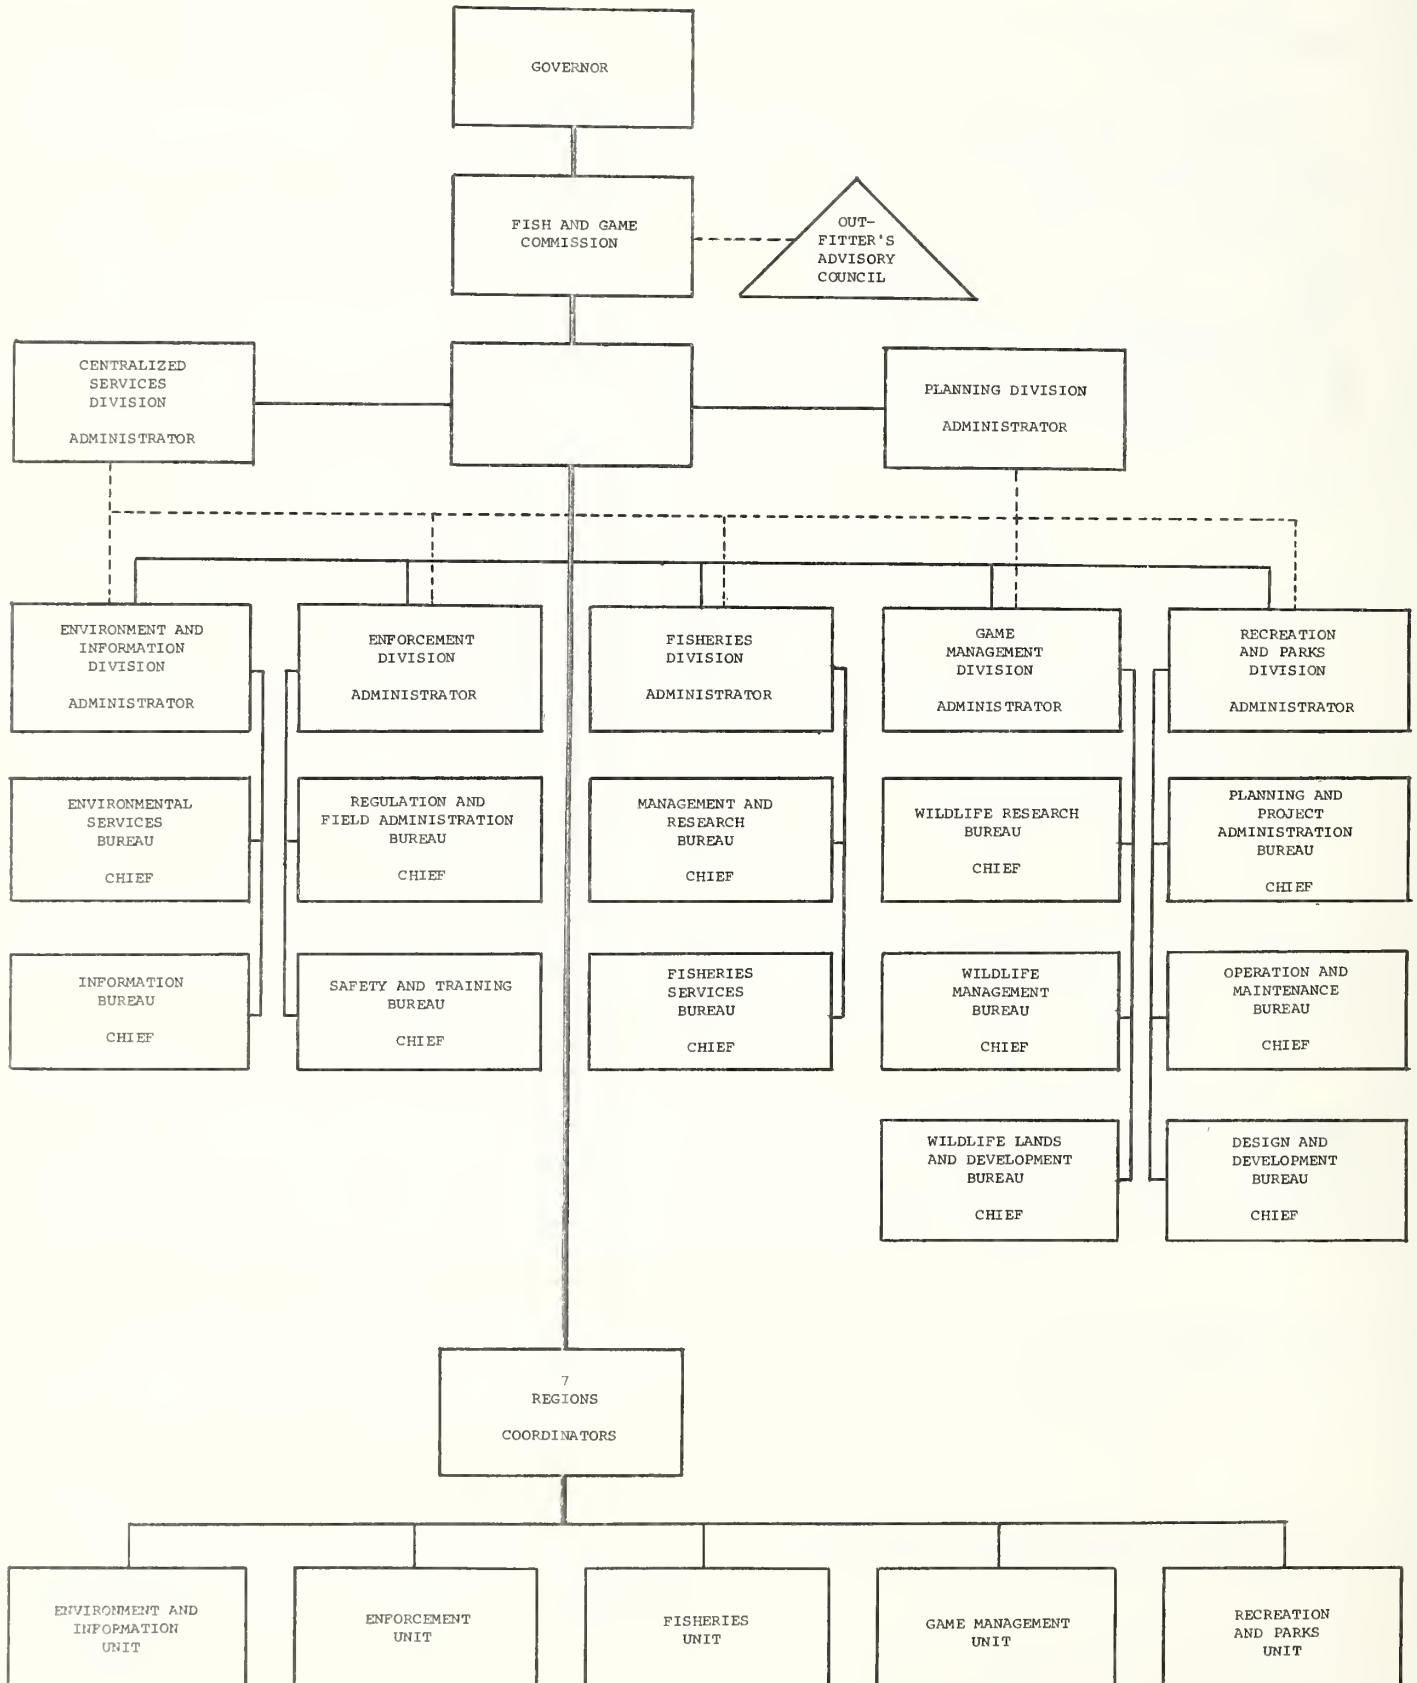 GOVERNOR
FISH AND GAME
COMMISSION
OUT-
FITTER'S
ADVISORY
COUNCIL
CENTRALIZED
SERVICES
DIVISION
ADMINISTRATOR
PLANNING DIVISION
ADMINISTRATOR
ENVIRONMENT AND
INFORMATION
DIVISION
ADMINISTRATOR
ENFORCEMENT
DIVISION
ADMINISTRATOR
FISHERIES
DIVISION
ADMINISTRATOR
GAME
MANAGEMENT
DIVISION
ADMINISTRATOR
RECREATION
AND PARKS
DIVISION
ADMINISTRATOR
ENVIRONMENTAL
SERVICES
BUREAU
CHIEF
REGULATION AND
FIELD ADMINISTRATION
BUREAU
CHIEF
MANAGEMENT AND
RESEARCH
BUREAU
CHIEF
WILDLIFE RESEARCH
BUREAU
CHIEF
PLANNING AND
PROJECT
ADMINISTRATION
BUREAU
CHIEF
INFORMATION
BUREAU
CHIEF
SAFETY AND TRAINING
BUREAU
CHIEF
FISHERIES
SERVICES
BUREAU
CHIEF
WILDLIFE
MANAGEMENT
BUREAU
CHIEF
OPERATION AND
MAINTENANCE
BUREAU
CHIEF
WILDLIFE LANDS
AND DEVELOPMENT
BUREAU
CHIEF
DESIGN AND
DEVELOPMENT
BUREAU
CHIEF
7
REGIONS
COORDINATORS
ENVIRONMENT AND
INFOPMATION
UNIT
ENFORCEMENT
UNIT
FISHERIES
UNIT
GAME MANAGEMENT
UNIT
RECREATION
AND PARKS
UNIT